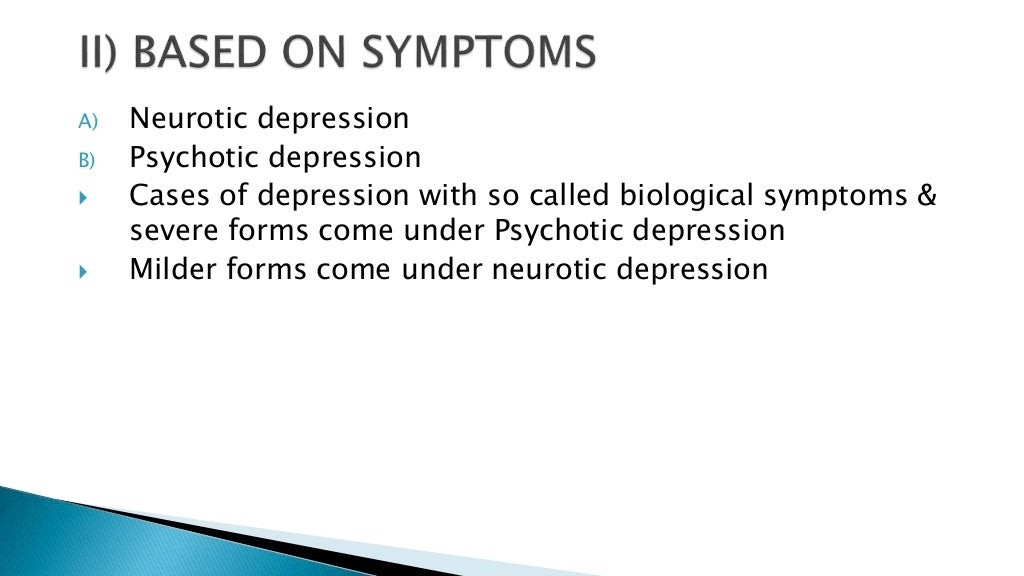 II) BASED ON SYMPTOMS
A) Neurotic depression
B) Psychotic depression
Cases of depression with so called biological symptoms &
severe forms come under Psychotic depression
Milder forms come under neurotic depression